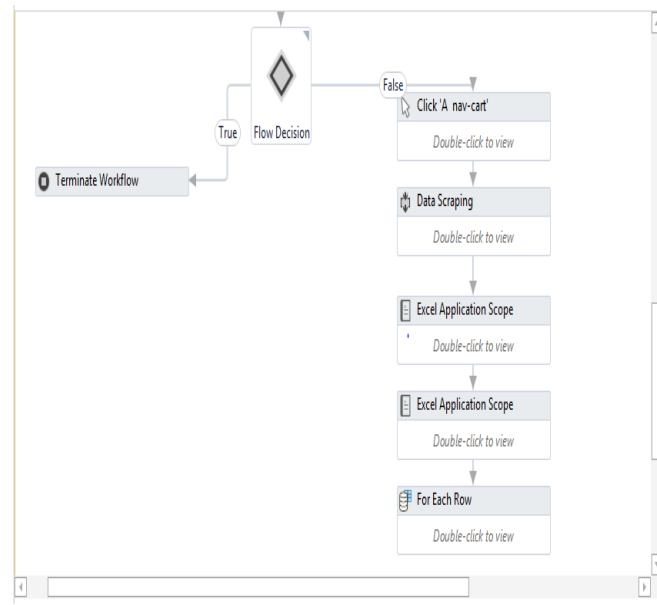 False
Click 'A  nav-cart'
Double-click to view
True
Flow Decision
Terminate Workflow
Data Scraping
Double-click to view
Excel Application Scope
Double-click to view
Excel Application Scope
Double-click to view
For Each Row
Double-click to view